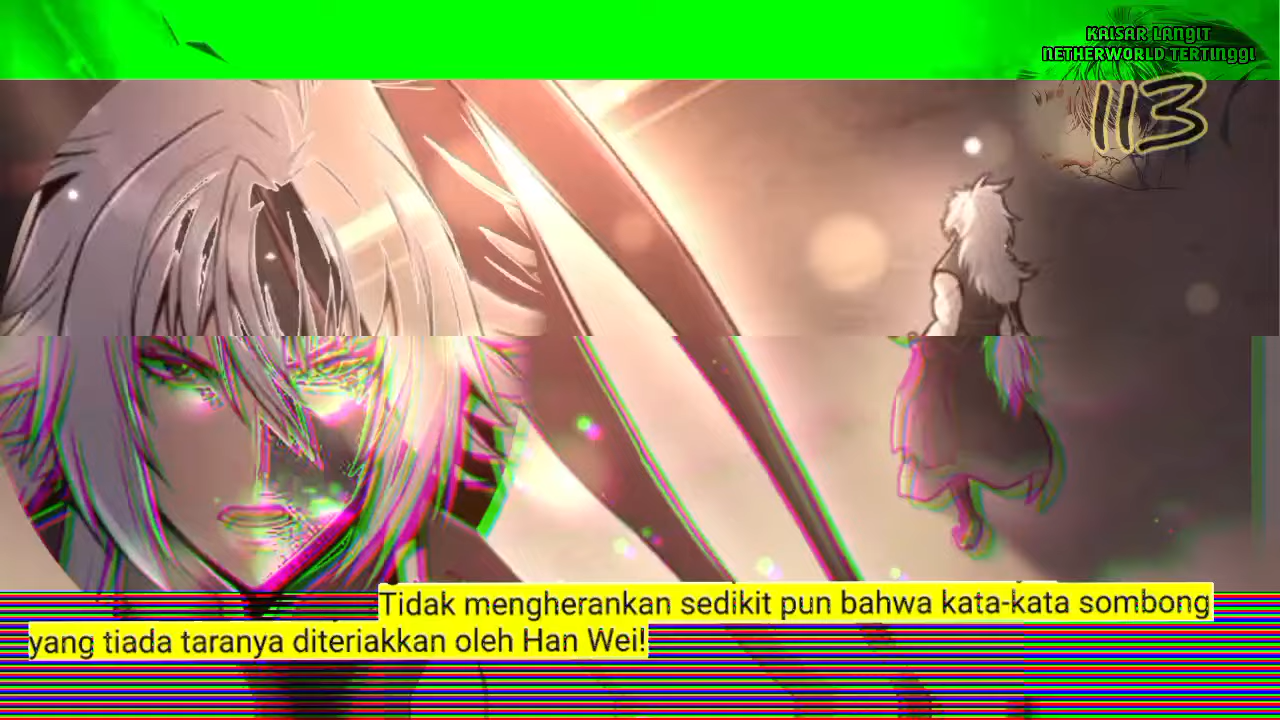 KAISAR LANGIT
NETHERWORLD TERTINGGI
113
Tidak mengherankan sedikit pun bahwa kata-kata sombong
yang tiada taranya diteriakkan oleh Han Wei!